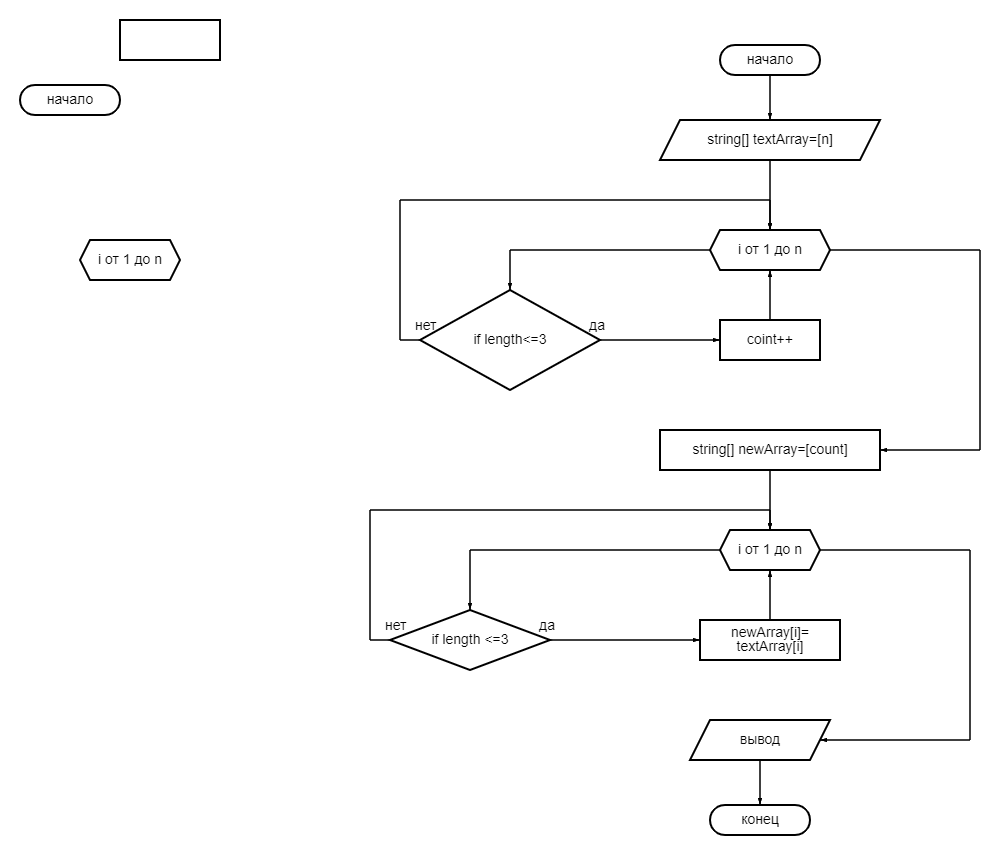 начало
начало
string[] textArray=[n]
i от 1 до n
i от 1 до n
нет
да
if length<=3
coint++
string[] newArray=[count]
i от 1 до n
нет
да
if length <=3
newArray[i]=
textArray[i]
вывод
конец